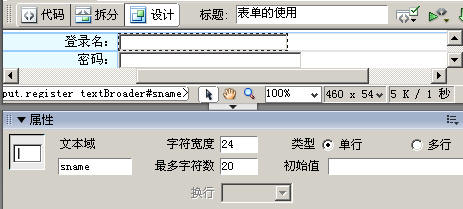 代码 拆分 设计 标题: 表单的使用
登录名:
密码:
put.register textBroader#sname> 100% 460 x 54 5 K / 1 秒
属性
文本域 字符宽度 24 类型 单行 多行
sname 最多字符数 20 初始值
换行